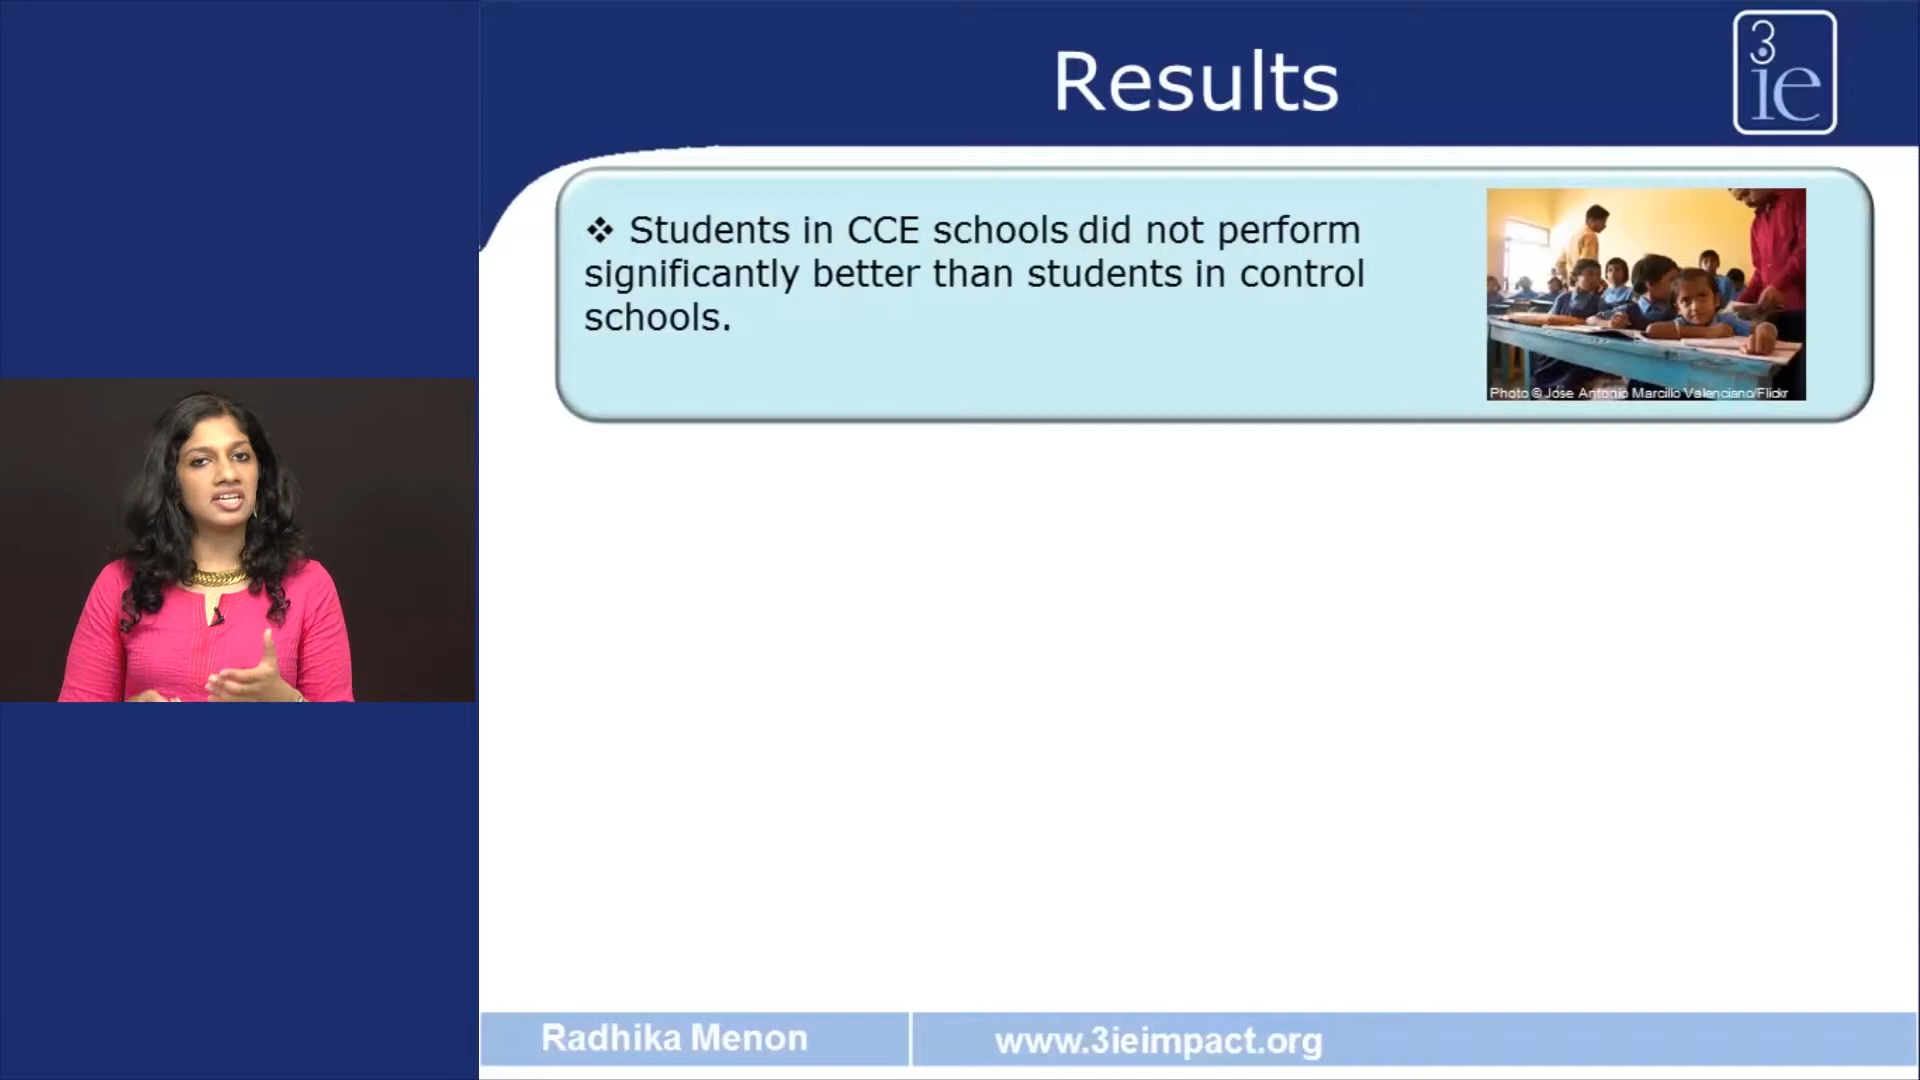 Results
3
ie
❖ Students in CCE schools did not perform
significantly better than students in control
schools.
Photo © Jose Antonio Marcillo Valenciano/Flickr
Radhika Menon
www.3ieimpact.org